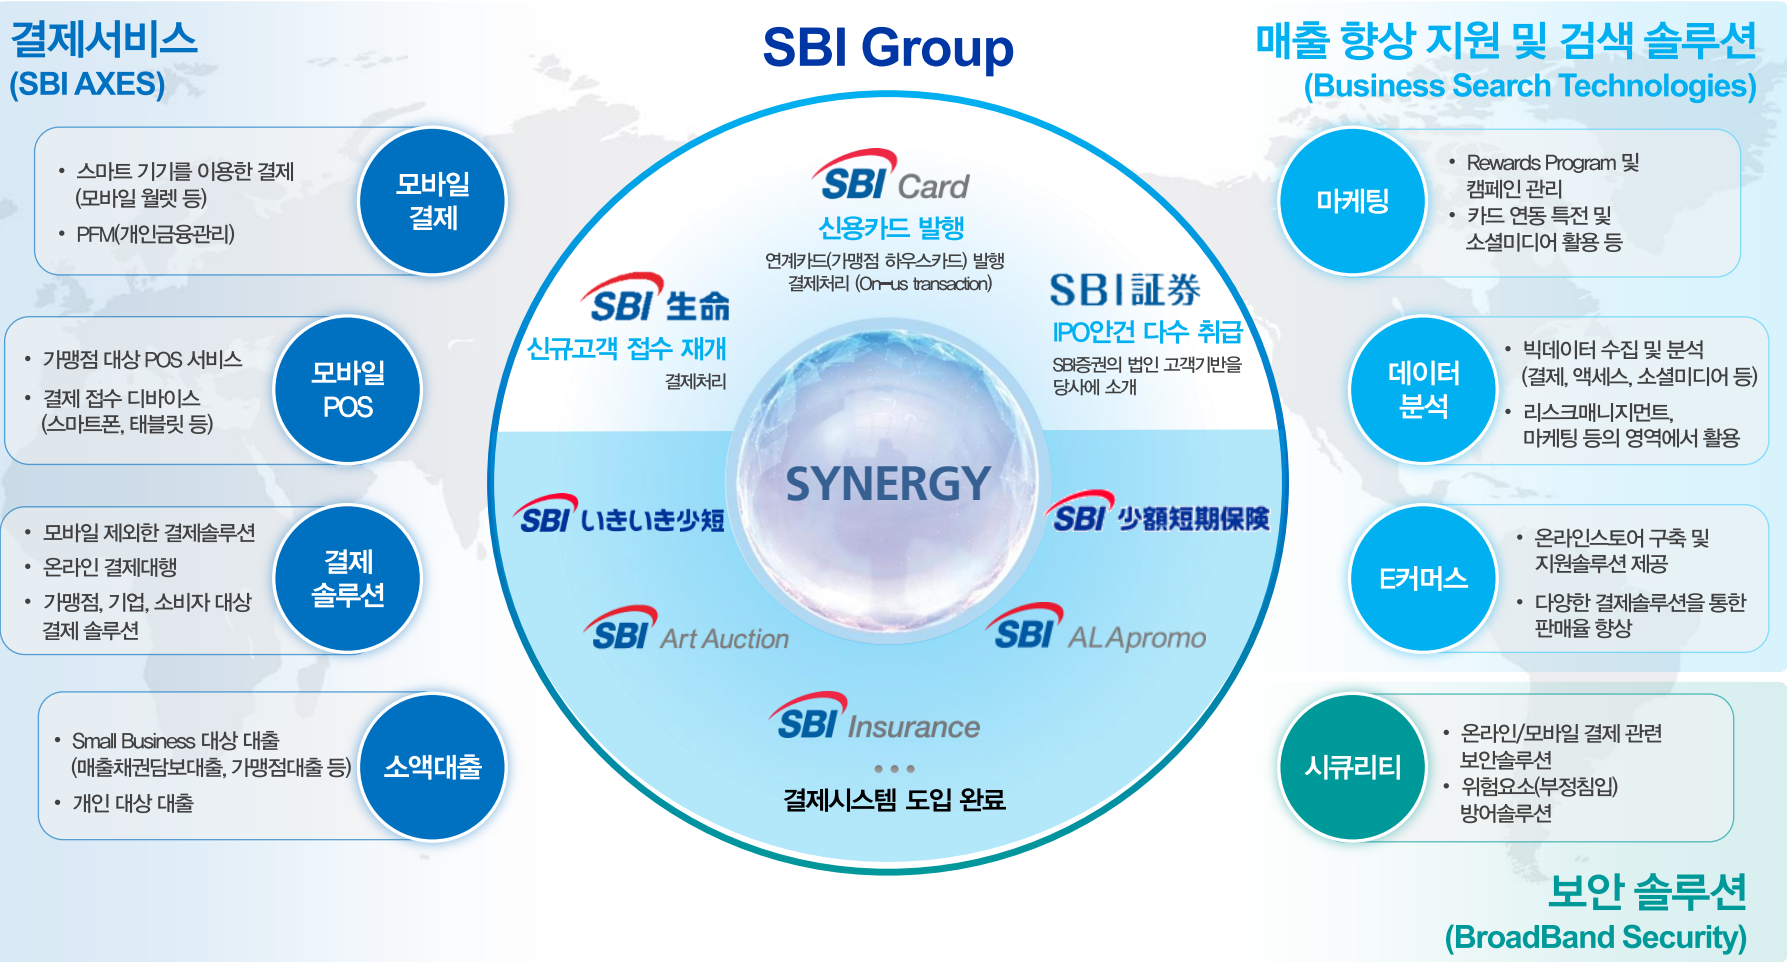 결제서비스
(SBI AXES)
모바일
결제
• 스마트 기기를 이용한 결제
(모바일 월렛 등)
• PFM(개인금융관리)
모바일
POS
• 가맹점 대상 POS 서비스
• 결제 접수 디바이스
(스마트폰, 태블릿 등)
결제
솔루션
• 모바일 제외한 결제솔루션
• 온라인 결제대행
• 가맹점, 기업, 소비자 대상
결제 솔루션
소액대출
• Small Business 대상 대출
(매출채권담보대출, 가맹점대출 등)
• 개인 대상 대출
SBI Group
SBI Card
신용카드 발행
연계카드(가맹점 하우스카드) 발행
결제처리 (On-us transaction)
SBI 生命
신규고객 접수 재개
결제처리
SBI証券
IPO안건 다수 취급
SBI증권의 법인 고객기반을
당사에 소개
SYNERGY
SBI いきいき少短
SBI 少額短期保険
SBI Art Auction
SBI ALApromo
SBI Insurance
•••
결제시스템 도입 완료
매출 향상 지원 및 검색 솔루션
(Business Search Technologies)
마케팅
• Rewards Program 및
캠페인 관리
• 카드 연동 특전 및
소셜미디어 활용 등
데이터
분석
• 빅데이터 수집 및 분석
(결제, 액세스, 소셜미디어 등)
• 리스크매니지먼트,
마케팅 등의 영역에서 활용
E커머스
• 온라인스토어 구축 및
지원솔루션 제공
• 다양한 결제솔루션을 통한
판매율 향상
시큐리티
• 온라인/모바일 결제 관련
보안솔루션
• 위험요소(부정침입)
방어솔루션
보안 솔루션
(BroadBand Security)